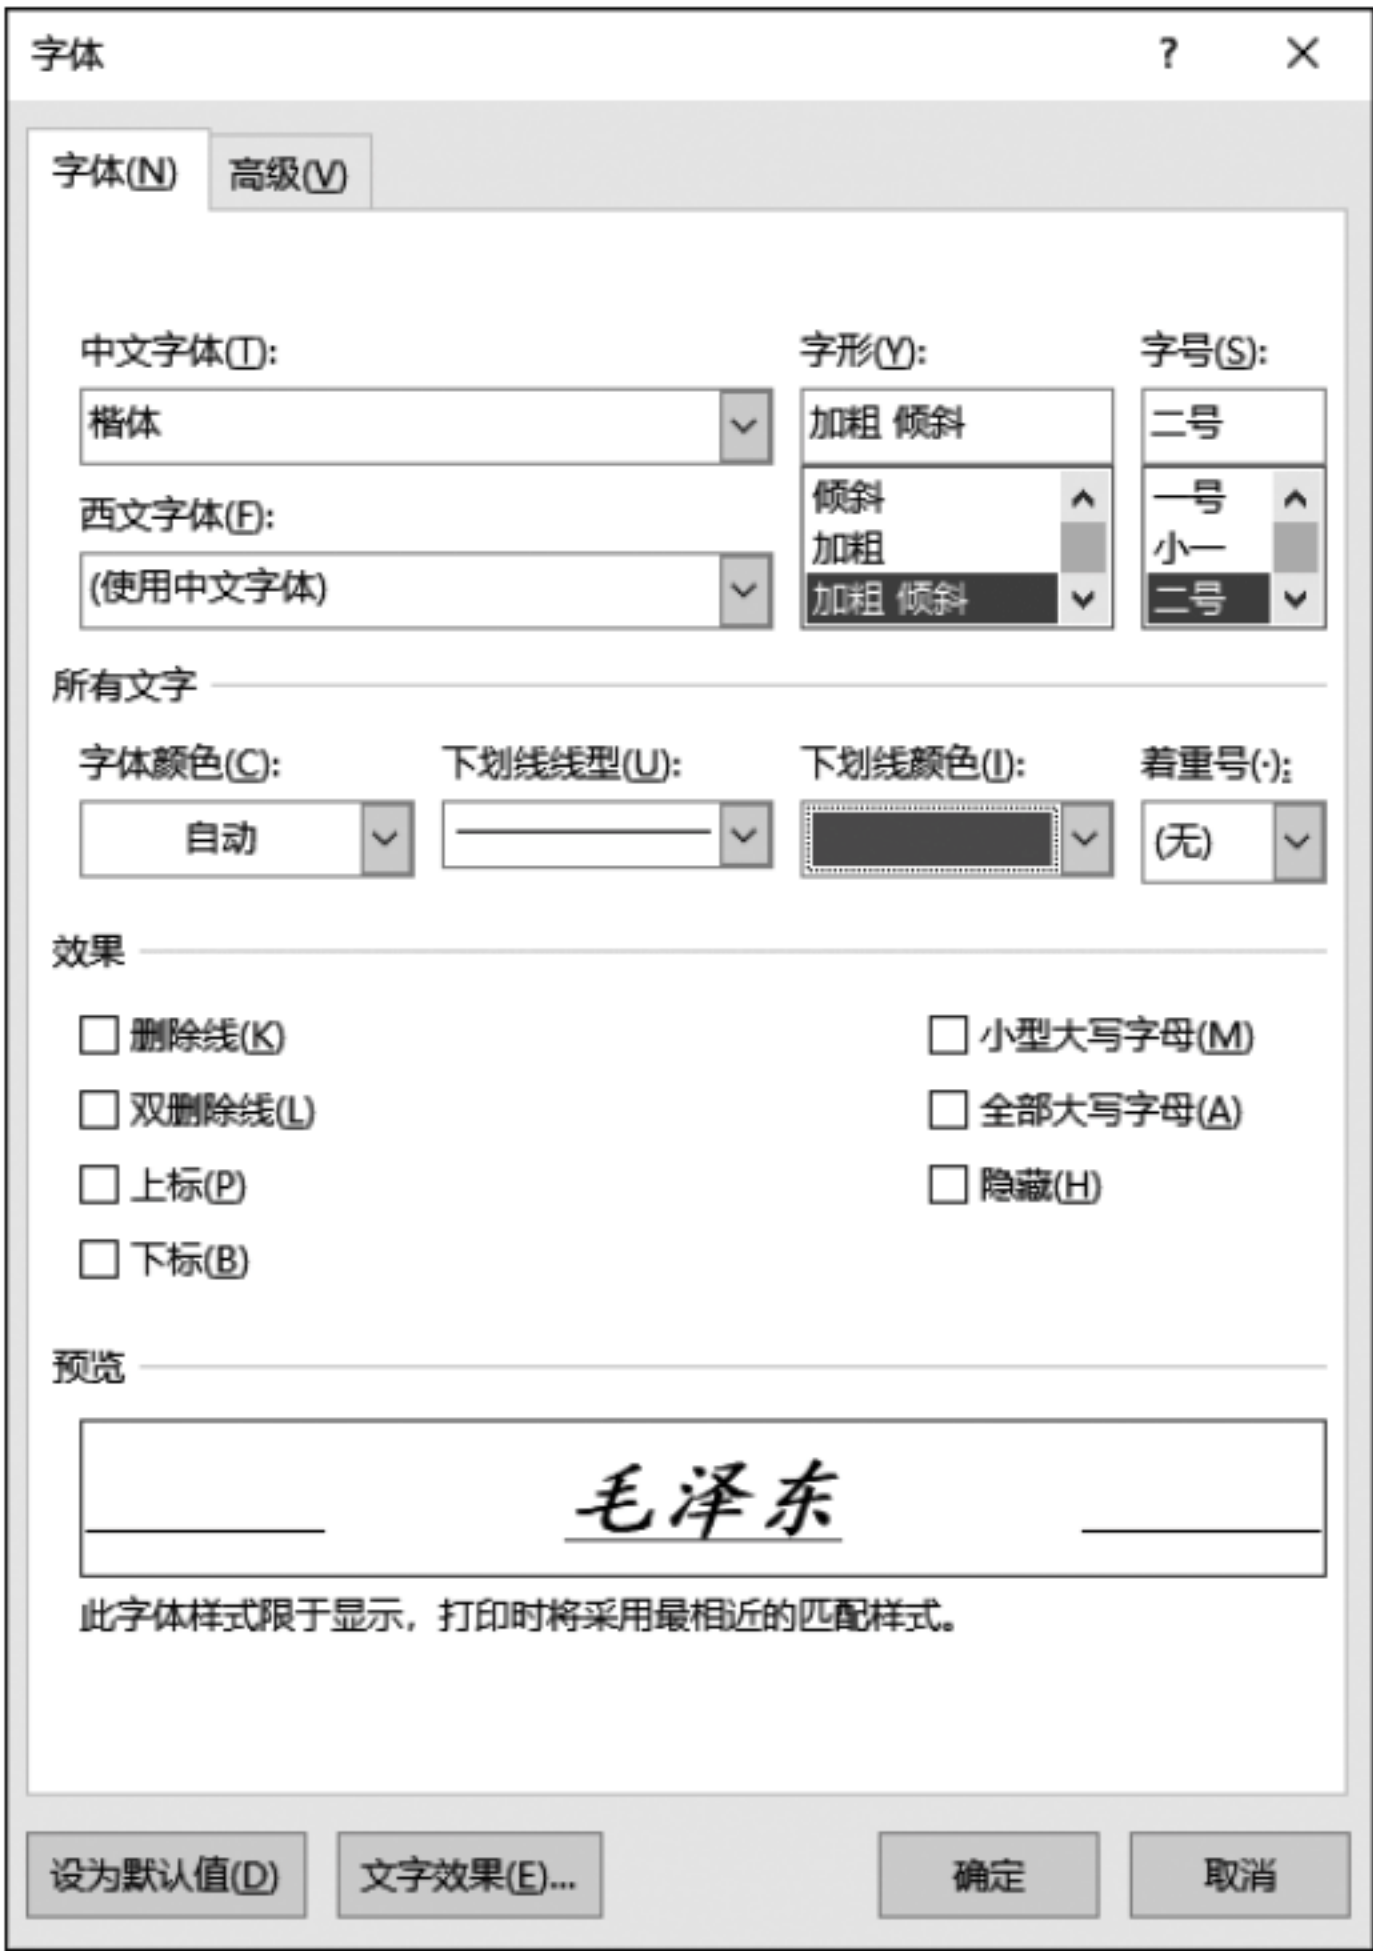 字体 ? ×
字体(N) 高级(V)
中文字体(T): 字形(Y): 字号(S):
楷体 加粗 倾斜 二号
倾斜 一号
西文字体(F): 加粗 小一
(使用中文字体) 加粗 倾斜 二号
所有文字
字体颜色(C): 下划线线型(U): 下划线颜色(I): 着重号(·):
自动 (无)
效果
删除线(K) 小型大写字母(M)
双删除线(L) 全部大写字母(A)
上标(P) 隐藏(H)
下标(B)
预览
毛泽东
此字体样式限于显示，打印时将采用最相近的匹配样式。
设为默认值(D) 文字效果(E)... 确定 取消